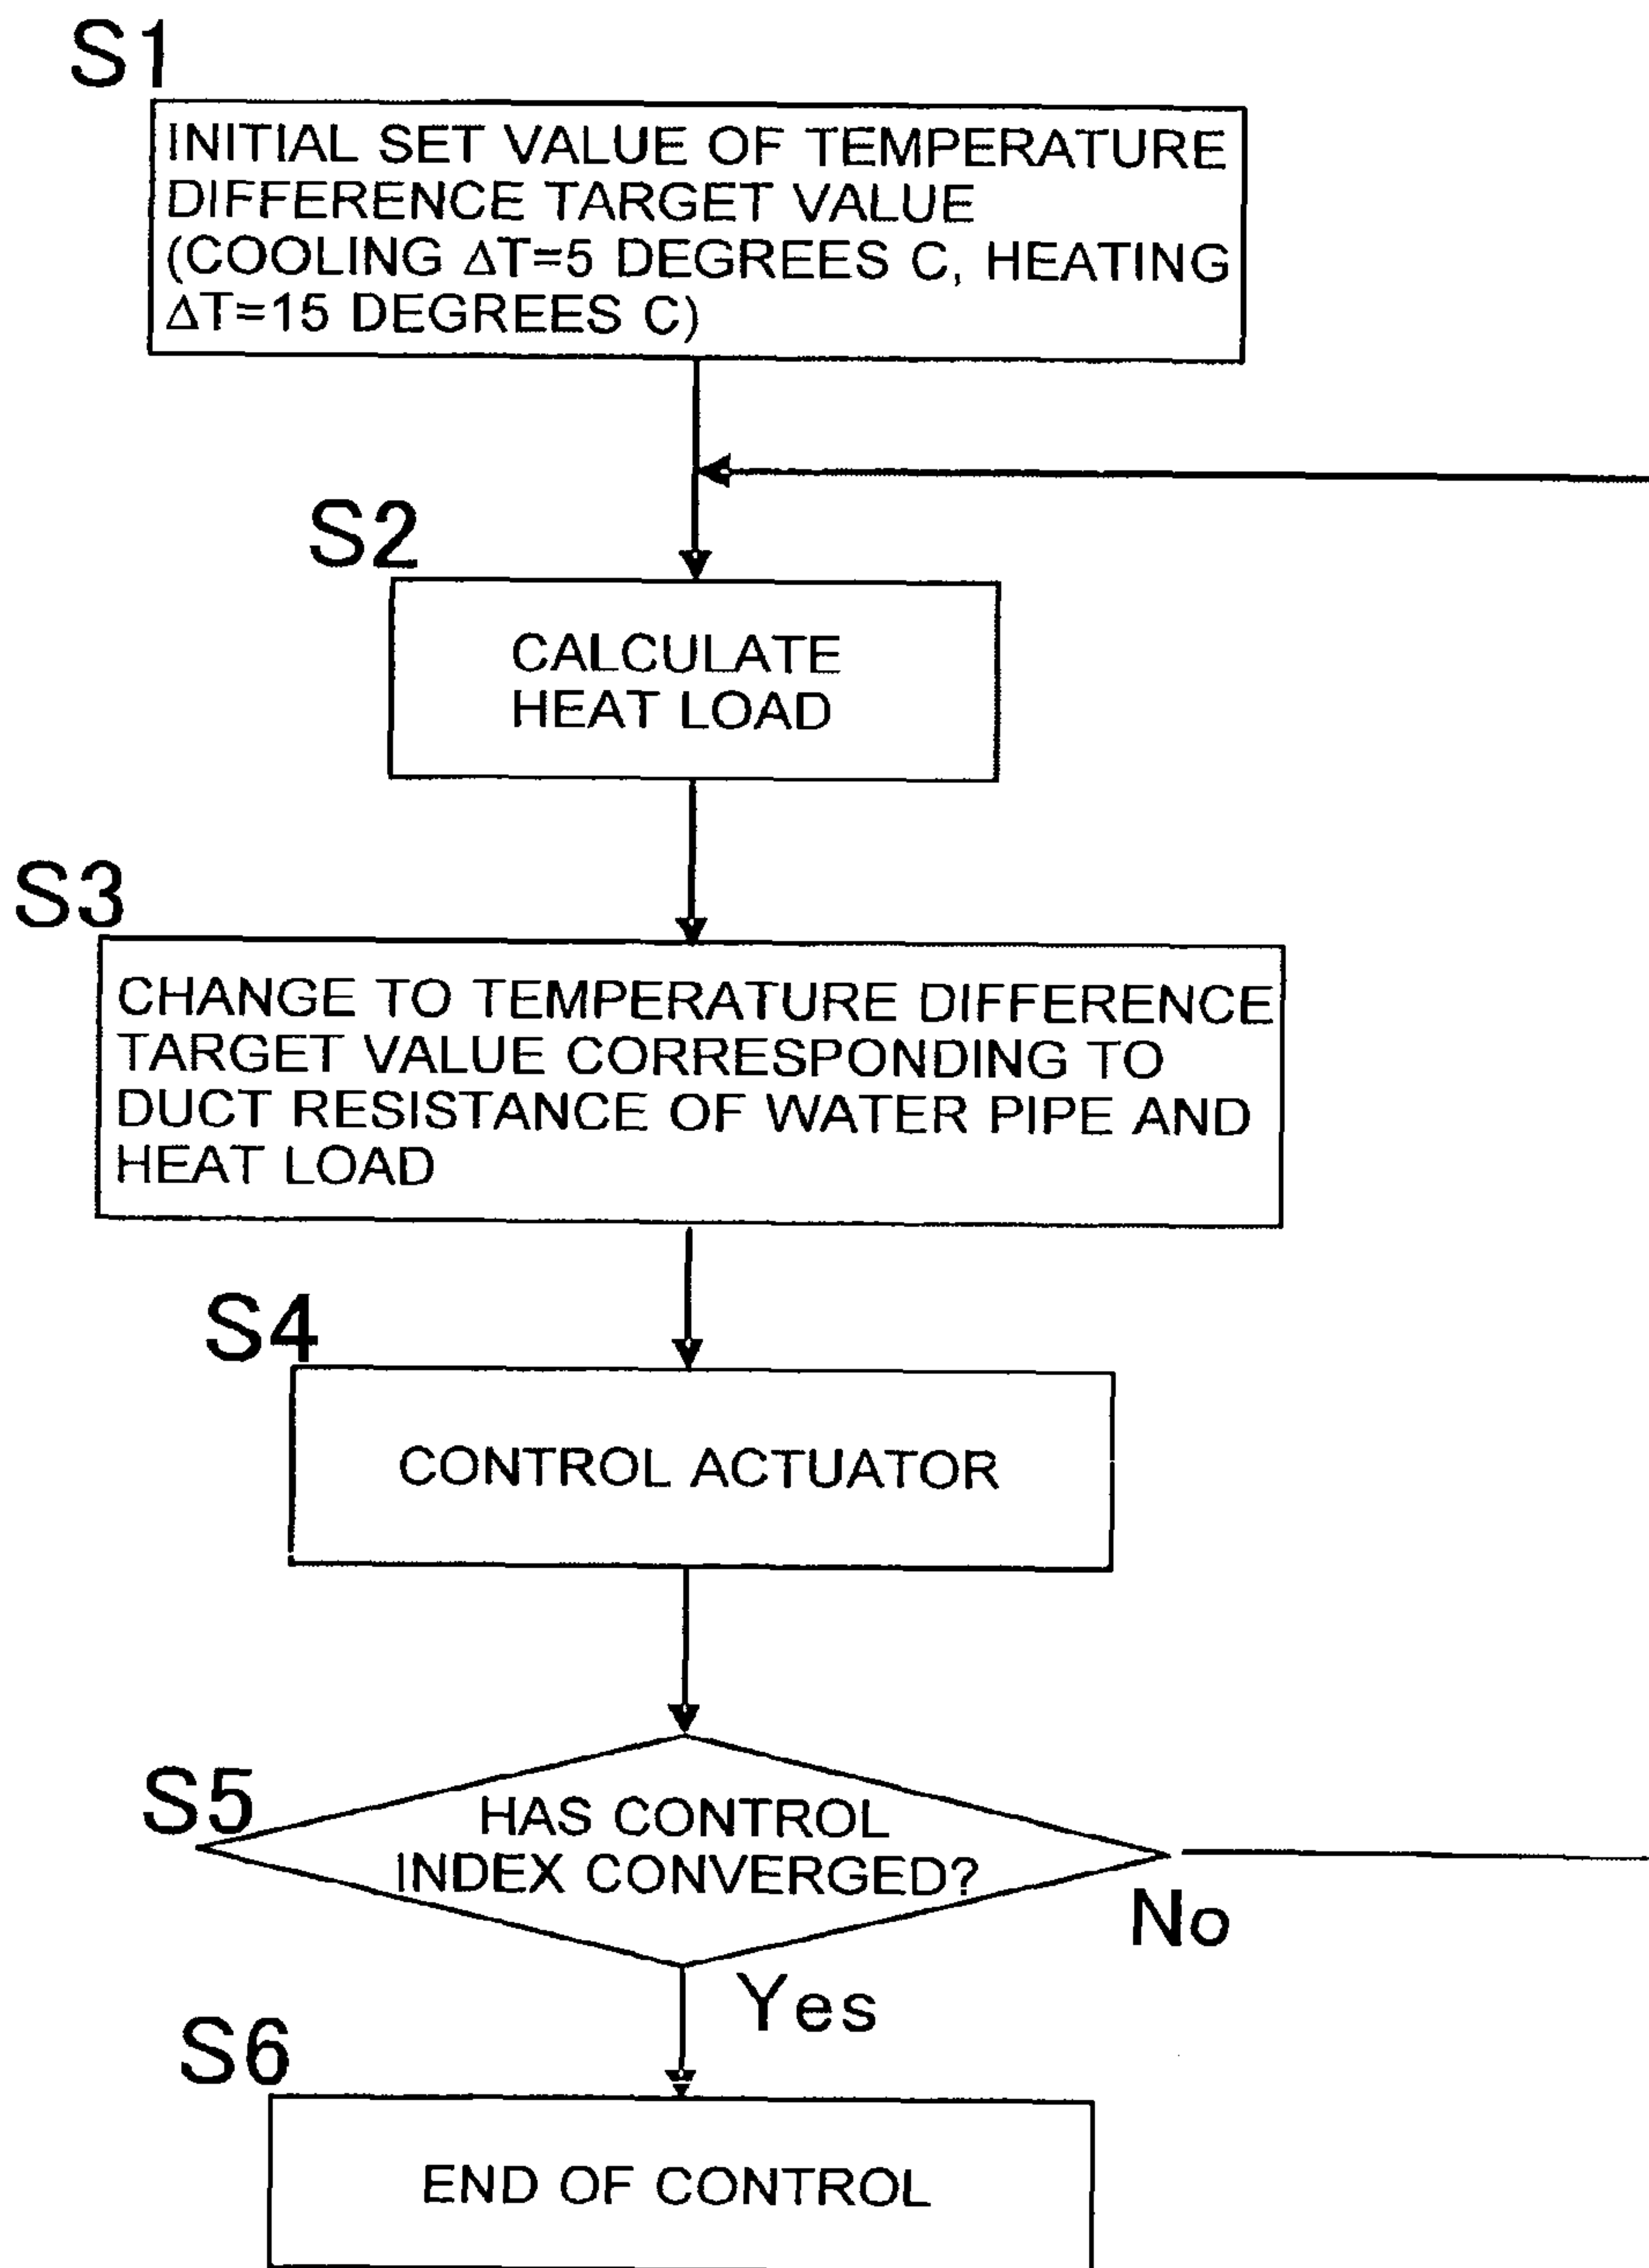 S1
INITIAL SET VALUE OF TEMPERATURE
DIFFERENCE TARGET VALUE
(COOLING ΔT=5 DEGREES C, HEATING
ΔT=15 DEGREES C)
S2
CALCULATE
HEAT LOAD
S3
CHANGE TO TEMPERATURE DIFFERENCE
TARGET VALUE CORRESPONDING TO
DUCT RESISTANCE OF WATER PIPE AND
HEAT LOAD
S4
CONTROL ACTUATOR
S5
HAS CONTROL
INDEX CONVERGED?
No
Yes
S6
END OF CONTROL